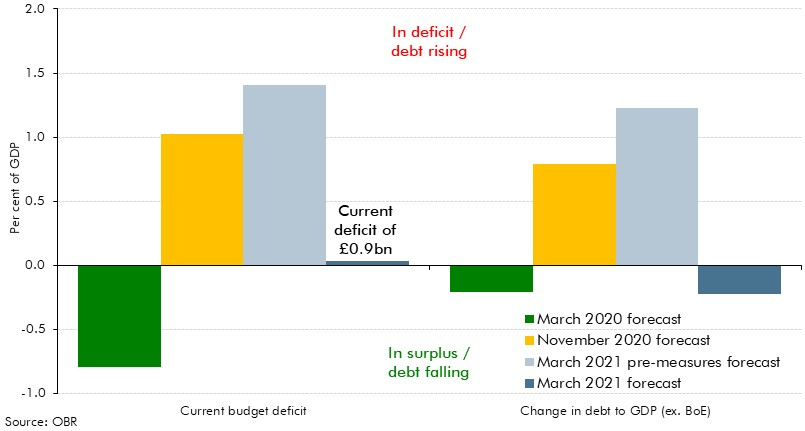 2.0
1.5
1.0
0.5
0.0
-0.5
-1.0
Per cent of GDP
In deficit /
debt rising
Current
deficit of
£0.9bn
In surplus /
debt falling
March 2020 forecast
November 2020 forecast
March 2021 pre-measures forecast
March 2021 forecast
Current budget deficit
Change in debt to GDP (ex. BoE)
Source: OBR